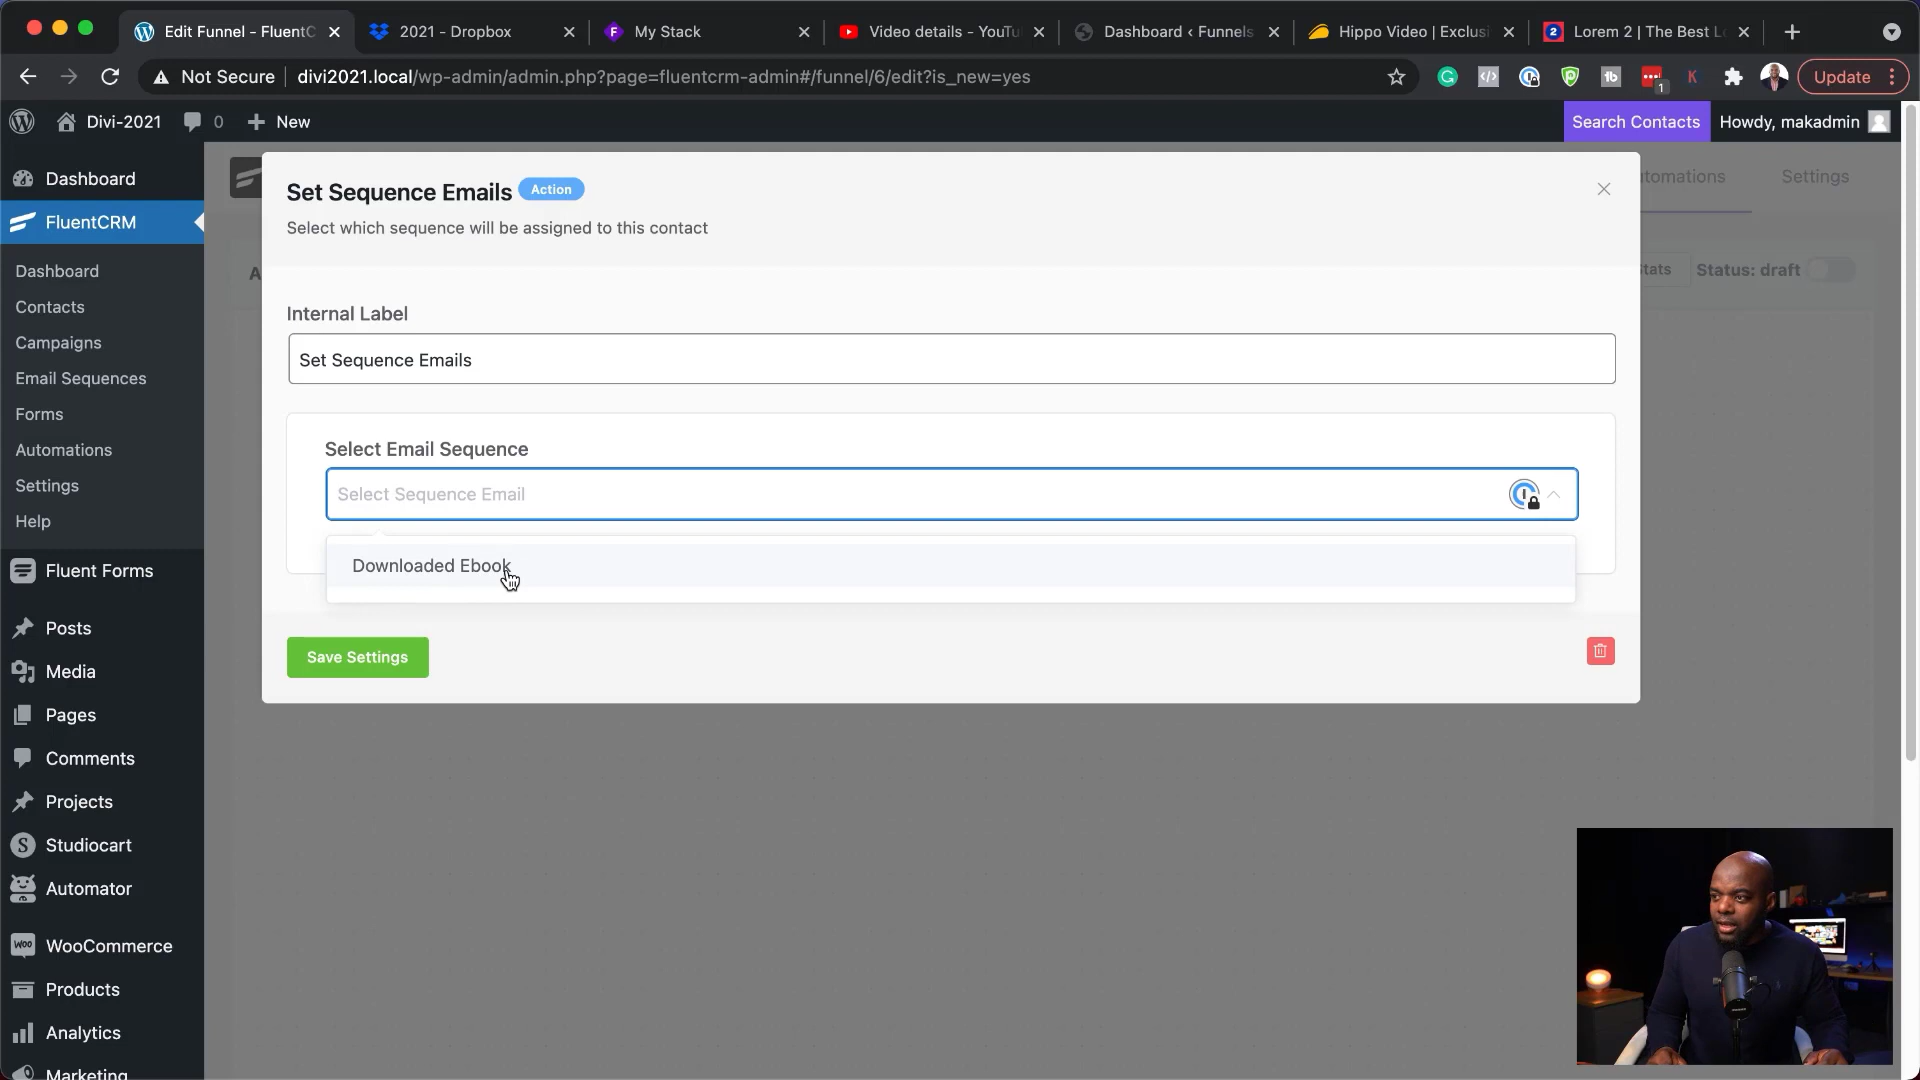 Edit Funnel - FluentC
2021 - Dropbox
My Stack
Video details - YouTu
Dashboard ‹ Funnels
Hippo Video | Exclusi
Lorem 2 | The Best L
Not Secure
divi2021.local/wp-admin/admin.php?page=fluentcrm-admin#/funnel/6/edit?is_new=yes
1
Update
Divi-2021
0
New
Search Contacts
Howdy, makadmin
Dashboard
FluentCRM
Dashboard
Contacts
Campaigns
Email Sequences
Forms
Automations
Settings
Help
Fluent Forms
Posts
Media
Pages
Comments
Projects
Studiocart
Automator
WooCommerce
Products
Analytics
Marketing
utomations
Settings
A
tats
Status: draft
Set Sequence Emails
Action
Select which sequence will be assigned to this contact
Internal Label
Set Sequence Emails
Select Email Sequence
Select Sequence Email
Downloaded Ebook
Save Settings